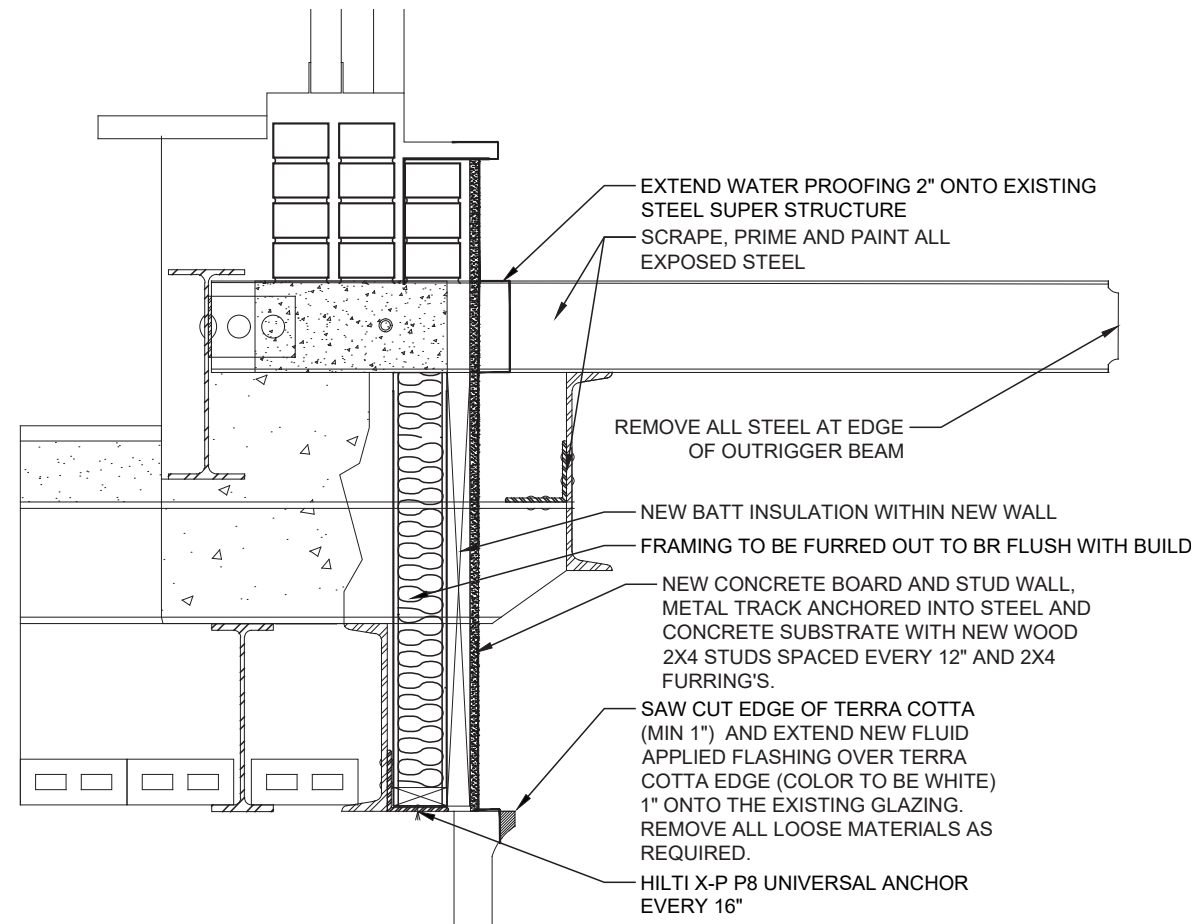 EXTEND WATER PROOFING 2" ONTO EXISTING
STEEL SUPER STRUCTURE
SCRAPE, PRIME AND PAINT ALL
EXPOSED STEEL
REMOVE ALL STEEL AT EDGE
OF OUTRIGGER BEAM
NEW BATT INSULATION WITHIN NEW WALL
FRAMING TO BE FURRED OUT TO BR FLUSH WITH BUILD
NEW CONCRETE BOARD AND STUD WALL,
METAL TRACK ANCHORED INTO STEEL AND
CONCRETE SUBSTRATE WITH NEW WOOD
2X4 STUDS SPACED EVERY 12" AND 2X4
FURRING'S.
SAW CUT EDGE OF TERRA COTTA
(MIN 1") AND EXTEND NEW FLUID
APPLIED FLASHING OVER TERRA
COTTA EDGE (COLOR TO BE WHITE)
1" ONTO THE EXISTING GLAZING.
REMOVE ALL LOOSE MATERIALS AS
REQUIRED.
HILTI X-P P8 UNIVERSAL ANCHOR
EVERY 16"